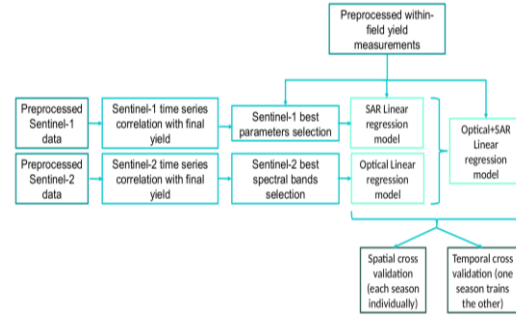 Preprocessed within-
field yield
measurements
Preprocessed
Sentinel-1
data
Sentinel-1 time series
correlation with final
yield
Sentinel-1 best
parameters selection
SAR Linear
regression
model
Optical+SAR
Linear
regression
model
Preprocessed
Sentinel-2
data
Sentinel-2 time series
correlation with final
yield
Sentinel-2 best
spectral bands
selection
Optical Linear
regression
model
Spatial cross
validation
(each season
individually)
Temporal cross
validation (one
season trains
the other)